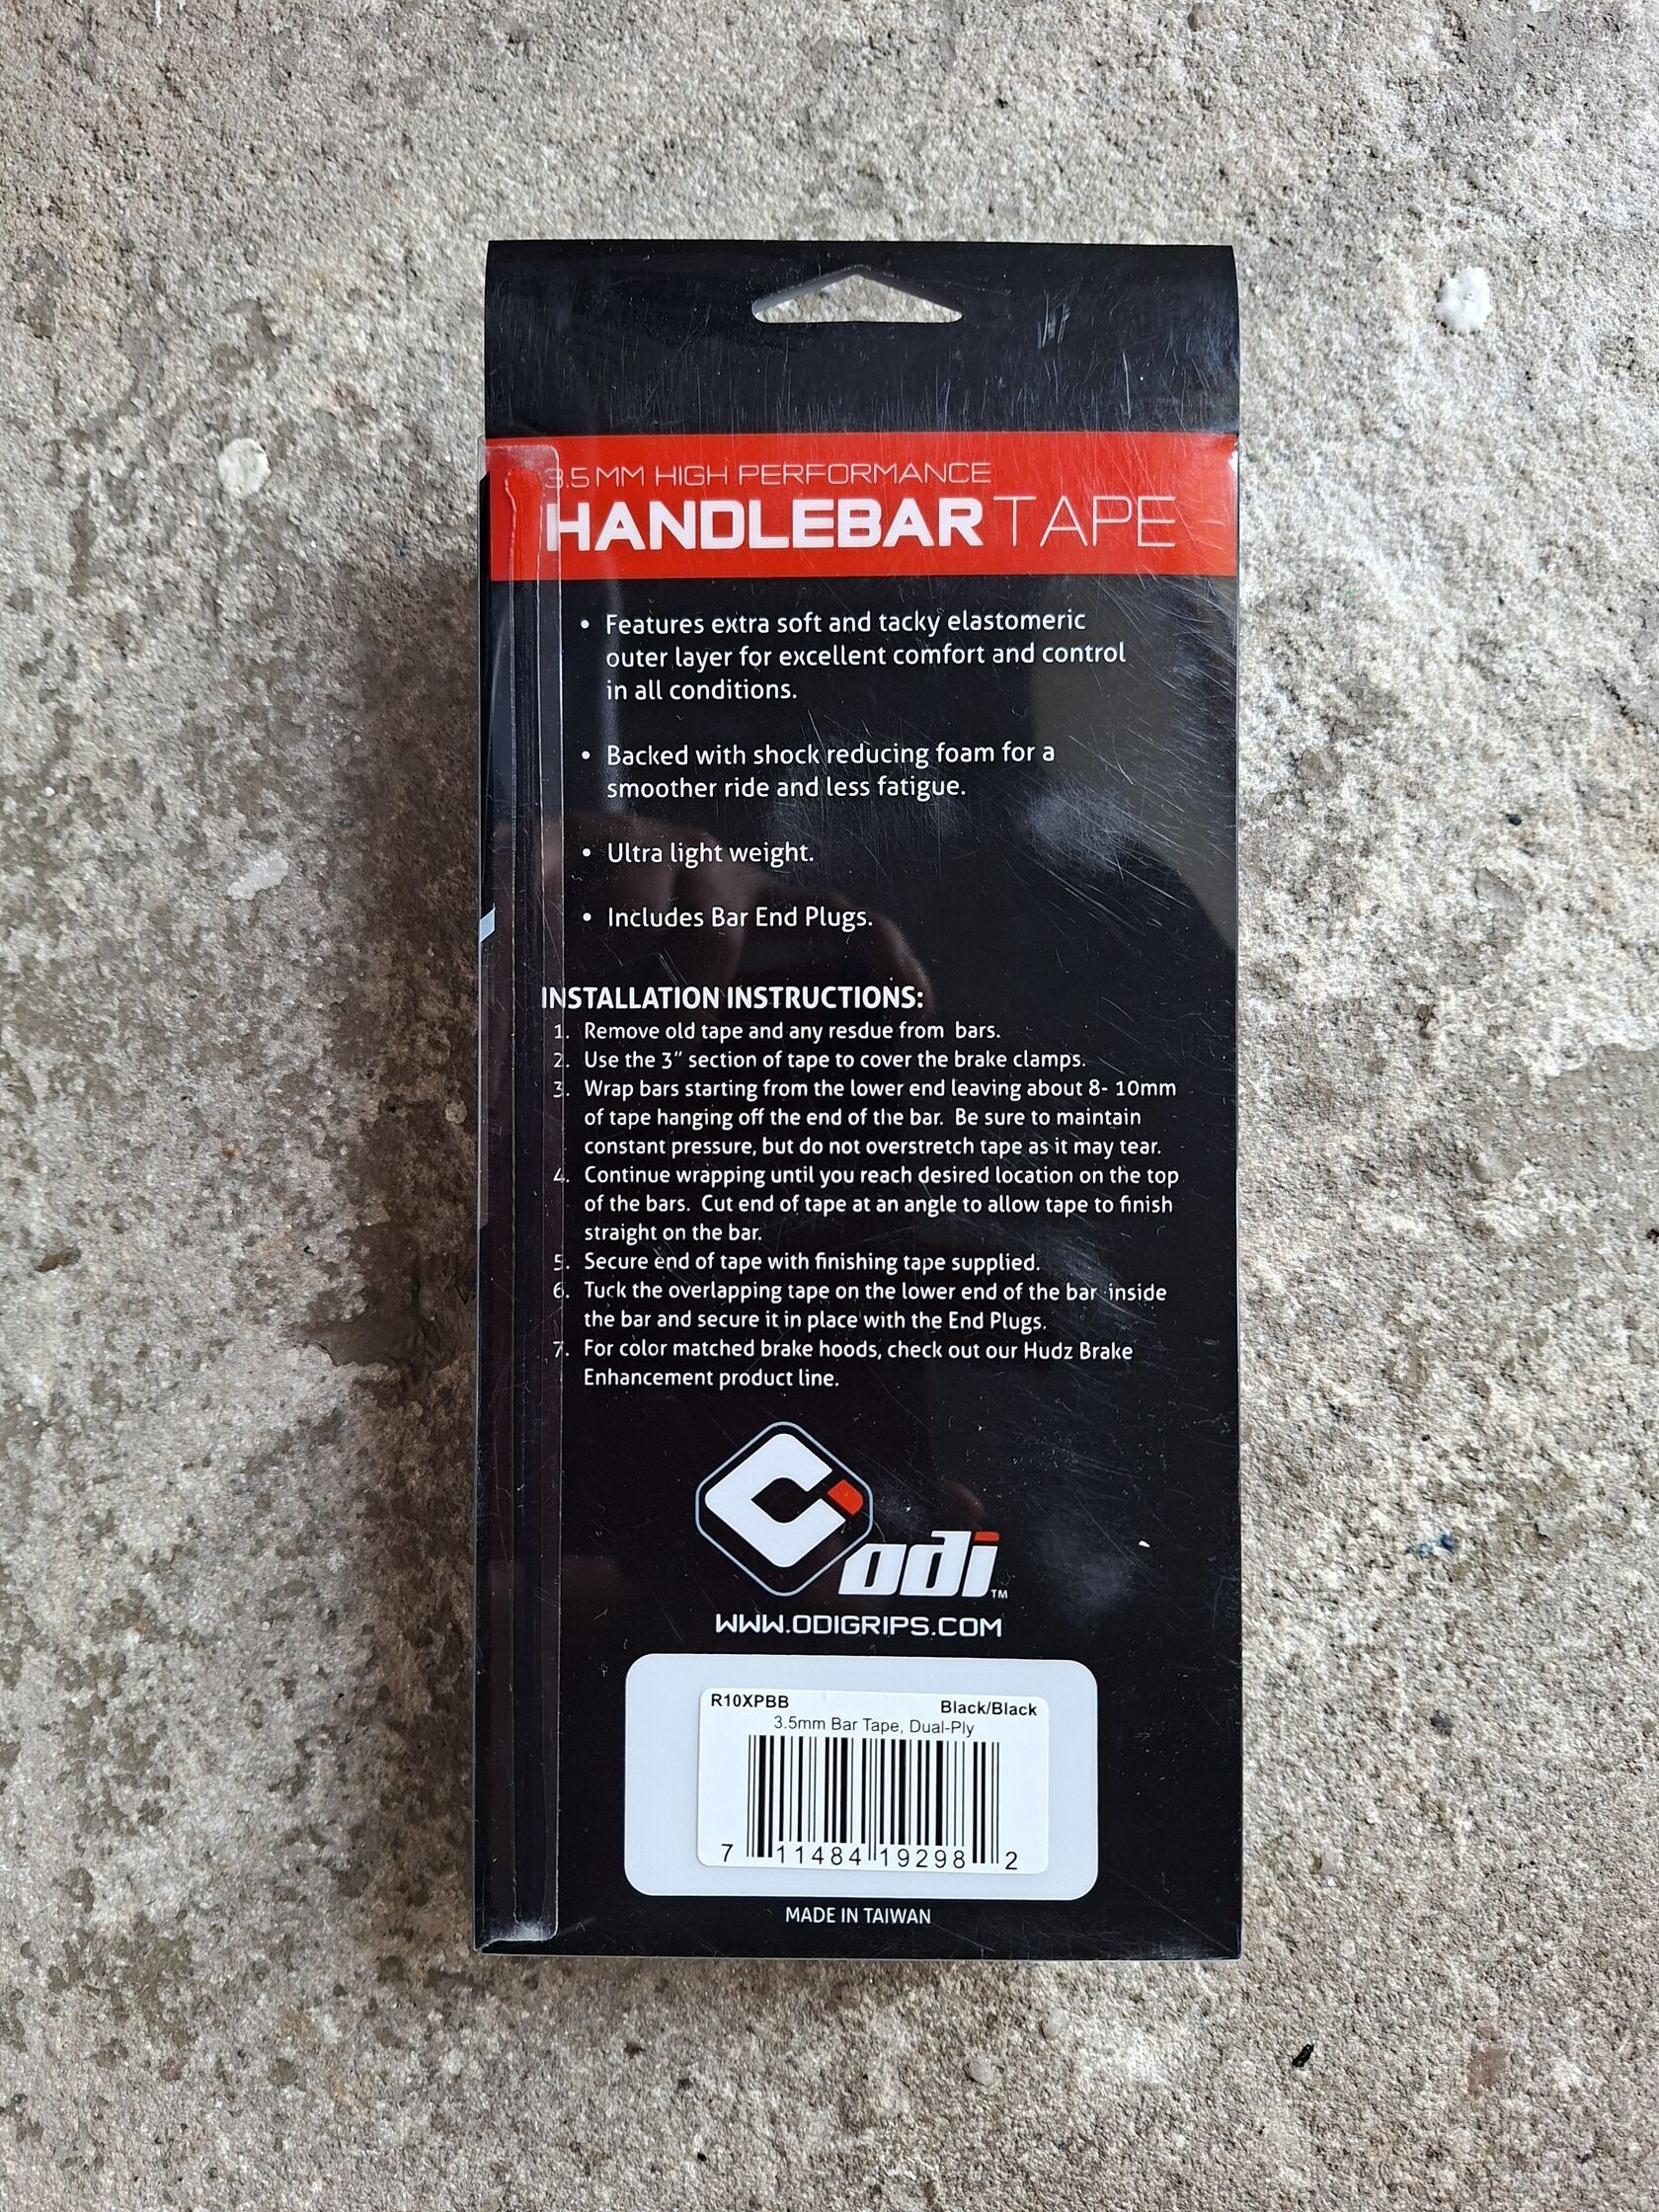 3.5 MM HIGH PERFORMANCE
HANDLEBAR TAPE
• Features extra soft and tacky elastomeric
outer layer for excellent comfort and control
in all conditions.
• Backed with shock reducing foam for a
smoother ride and less fatigue.
• Ultra light weight.
• Includes Bar End Plugs.
INSTALLATION INSTRUCTIONS:
1. Remove old tape and any resdue from bars.
2. Use the 3” section of tape to cover the brake clamps.
3. Wrap bars starting from the lower end leaving about 8- 10mm
of tape hanging off the end of the bar. Be sure to maintain
constant pressure, but do not overstretch tape as it may tear.
4. Continue wrapping until you reach desired location on the top
of the bars. Cut end of tape at an angle to allow tape to finish
straight on the bar.
5. Secure end of tape with finishing tape supplied.
6. Tuck the overlapping tape on the lower end of the bar inside
the bar and secure it in place with the End Plugs.
7. For color matched brake hoods, check out our Hudz Brake
Enhancement product line.
odi™
WWW.ODIGRIPS.COM
R10XPBB Black/Black
3.5mm Bar Tape, Dual-Ply
7 11484 19298 2
MADE IN TAIWAN